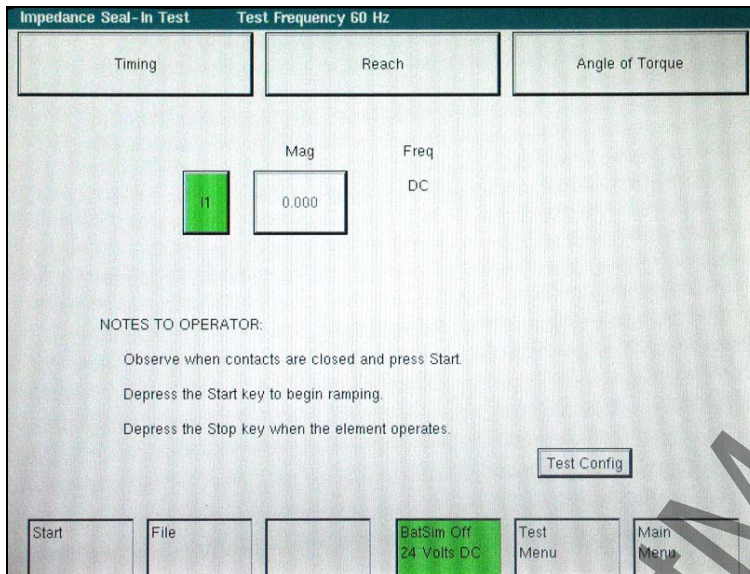 Impedance Seal-In Test Test Frequency 60 Hz
Timing Reach Angle of Torque
Mag Freq
I1 0.000 DC
NOTES TO OPERATOR:
Observe when contacts are closed and press Start.
Depress the Start key to begin ramping.
Depress the Stop key when the element operates.
Test Config
Start File BatSim Off Test Main
24 Volts DC Menu Menu